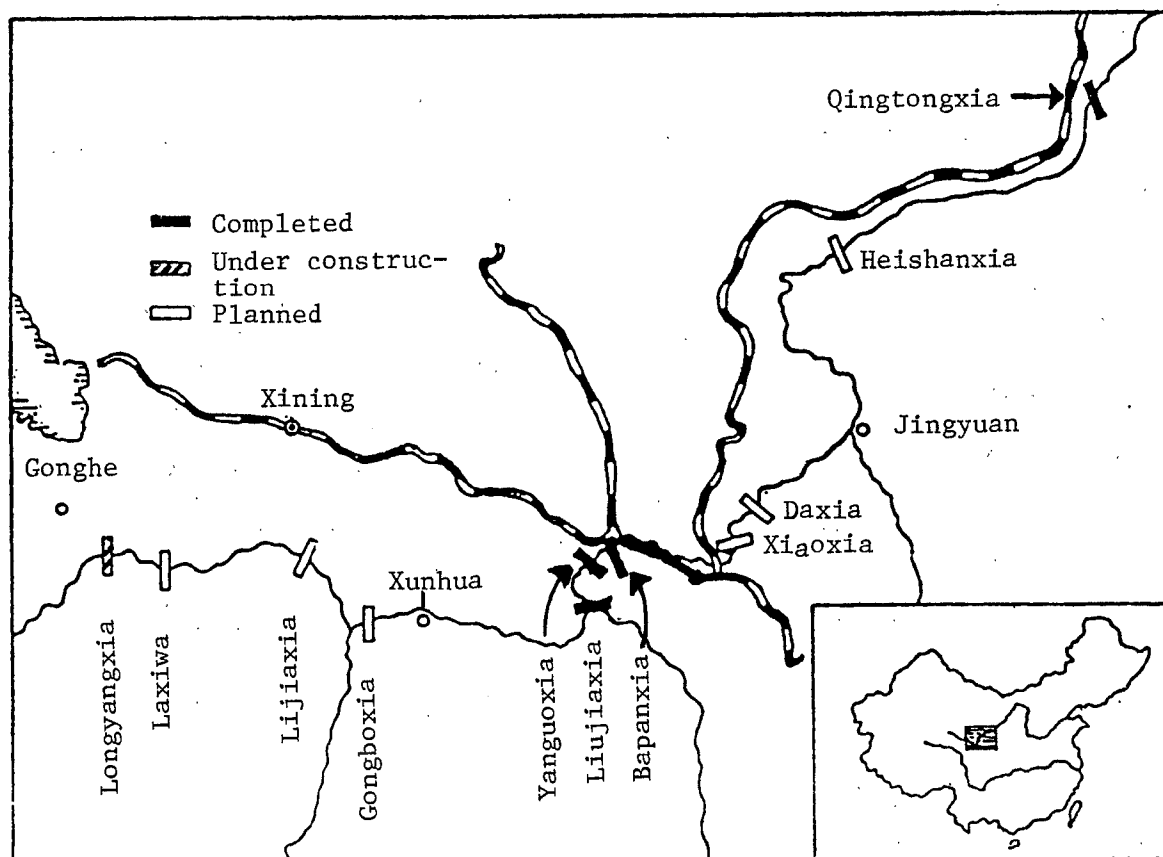 Qingtongxia
Completed
Under construc-
tion
Planned
Heishanxia
Xining
Jingyuan
Gonghe
Daxia
Xiaoxia
Xunhua
Longyangxia
Laxiwa
Lijiaxia
Gongboxia
Yanguoxia
Liujiaxia
Bapanxia